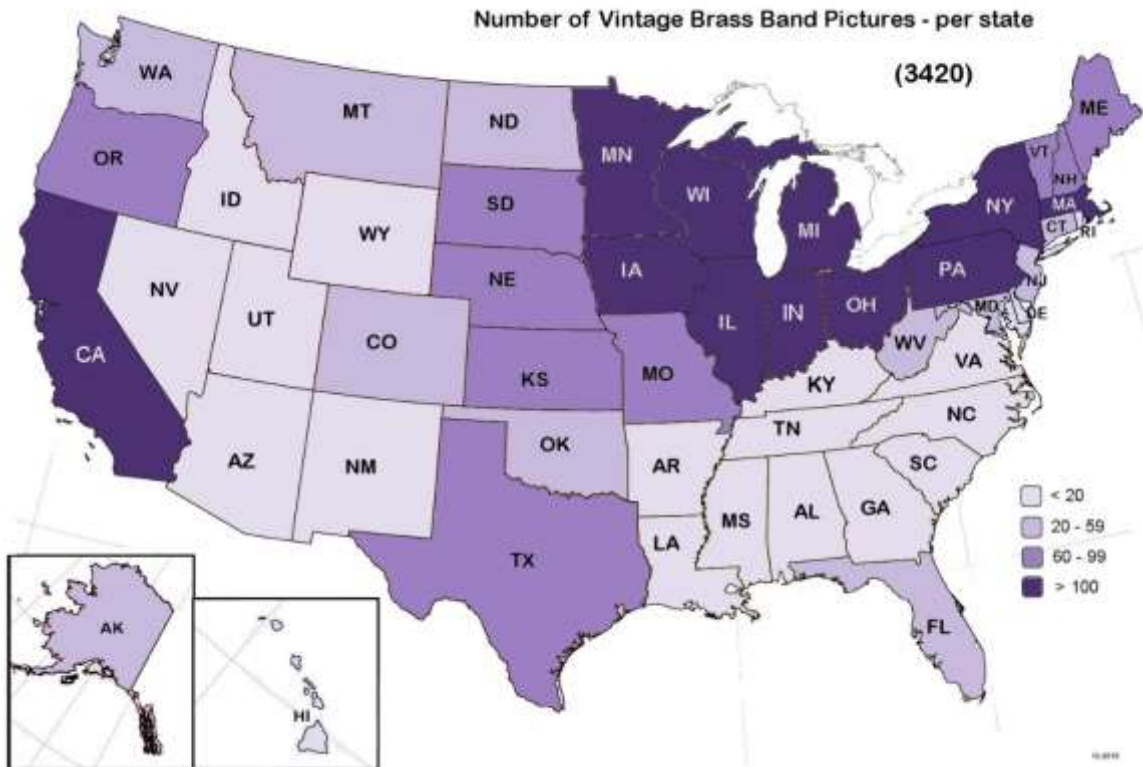 Number of Vintage Brass Band Pictures - per state
(3420)
WA
MT
ND
MN
ME
OR
ID
WY
SD
WI
MI
NY
VT
NH
MA
CT
RI
NV
UT
CO
NE
IA
IL
IN
OH
PA
NJ
MD
DE
CA
KS
MO
WV
VA
KY
AZ
NM
OK
AR
TN
NC
SC
TX
LA
MS
AL
GA
FL
AK
HI
< 20
20 - 59
60 - 99
> 100